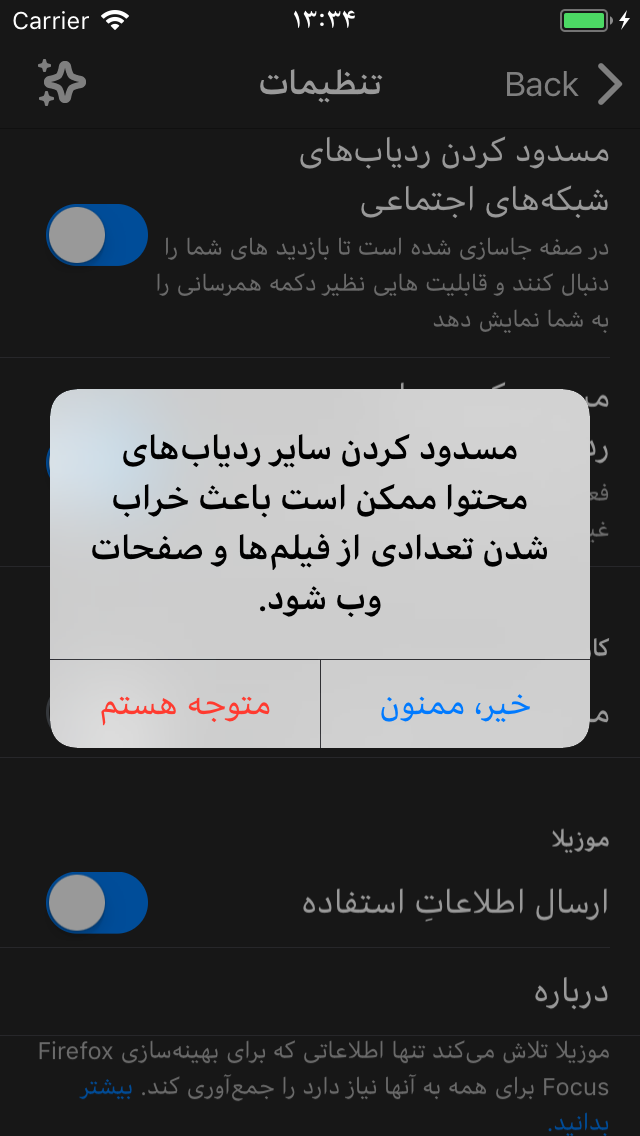 Carrier ۱۳:۳۴
Back تنظیمات
مسدود کردن ردیاب‌های
شبکه‌های اجتماعی
در صفه جاسازی شده است تا بازدید های شما را
دنبال کنند و قابلیت هایی نظیر دکمه همرسانی را
به شما نمایش دهد
مسدود کردن سایر ردیاب‌های
محتوا ممکن است باعث خراب
شدن تعدادی از فیلم‌ها و صفحات
وب شود.
خیر، ممنون
متوجه هستم
موزیلا
ارسال اطلاعاتِ استفاده
درباره
موزیلا تلاش می‌کند تنها اطلاعاتی که برای بهینه‌سازی Firefox
Focus برای همه به آنها نیاز دارد را جمع‌آوری کند. بیشتر
بدانید.